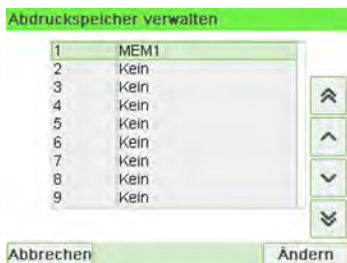 Abdruckspeicher verwalten
1 MEM1
2 Kein
3 Kein
4 Kein
5 Kein
6 Kein
7 Kein
8 Kein
9 Kein
Abbrechen Ändern